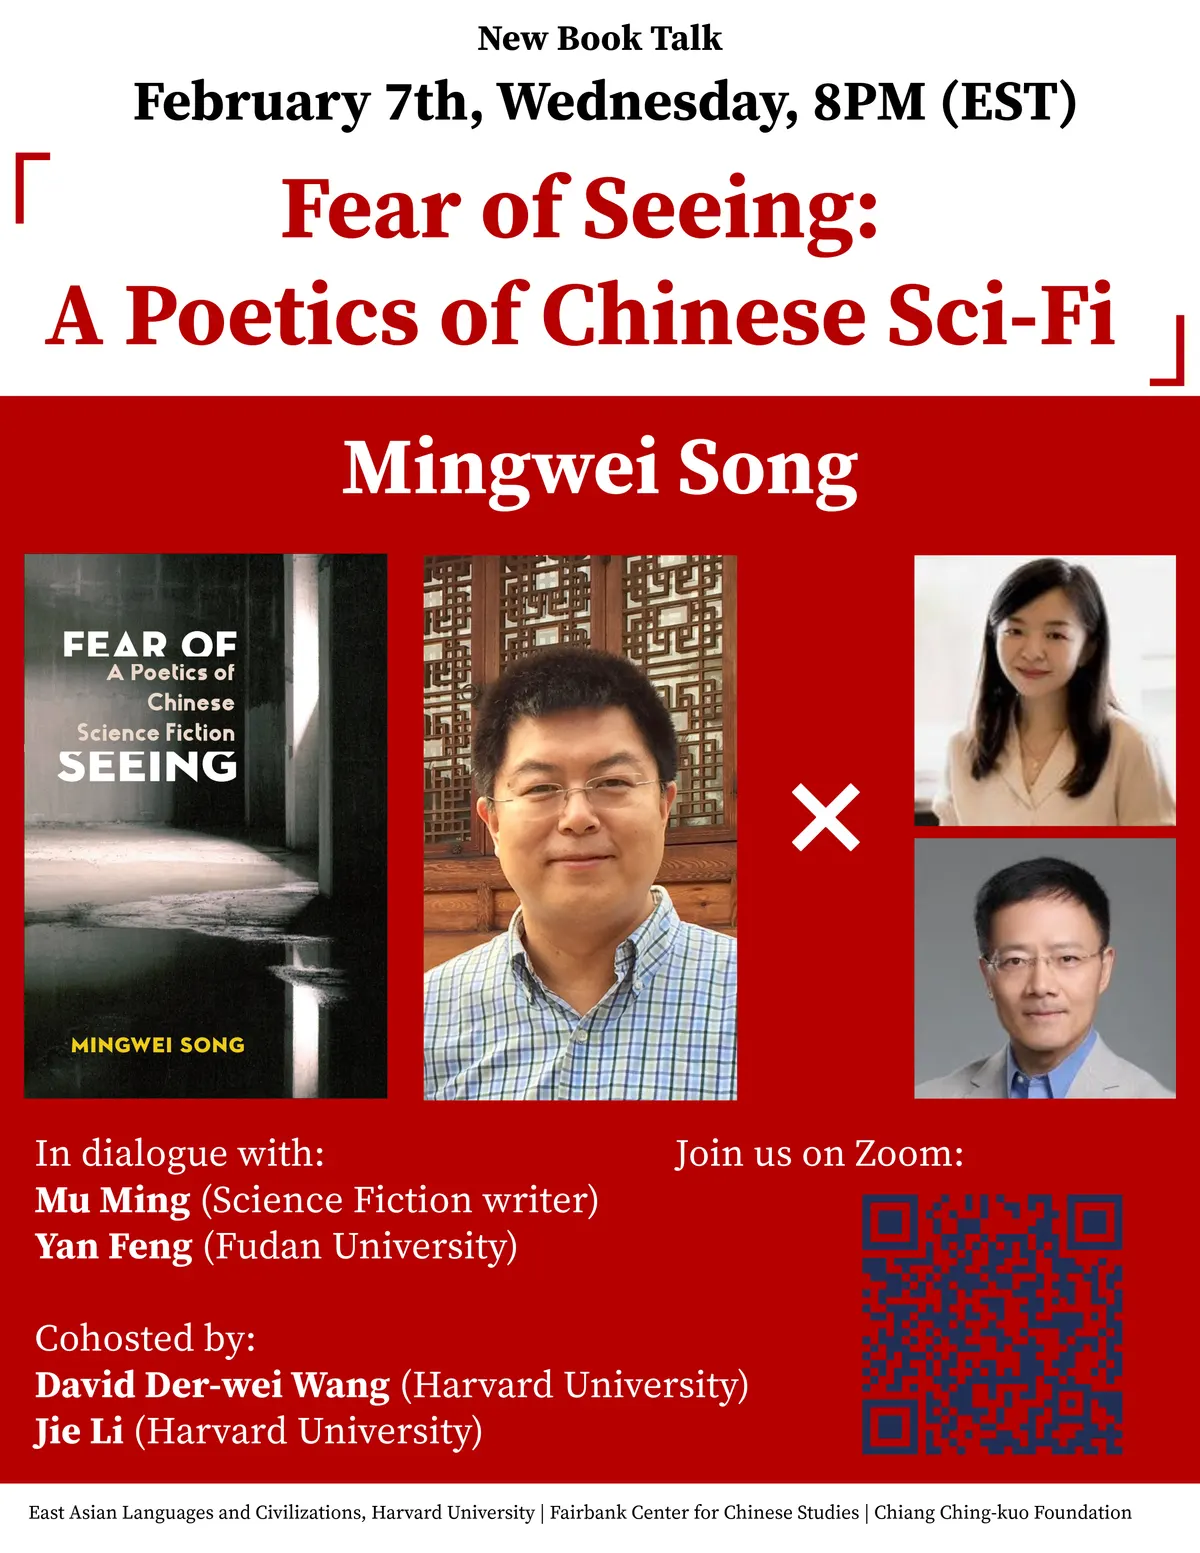 New Book Talk
February 7th, Wednesday, 8PM (EST)
Fear of Seeing:
A Poetics of Chinese Sci-Fi
Mingwei Song
FEAR OF
A Poetics of
Chinese
Science Fiction
SEEING
MINGWEI SONG
In dialogue with:
Mu Ming (Science Fiction writer)
Yan Feng (Fudan University)
Join us on Zoom:
Cohosted by:
David Der-wei Wang (Harvard University)
Jie Li (Harvard University)
East Asian Languages and Civilizations, Harvard University | Fairbank Center for Chinese Studies | Chiang Ching-kuo Foundation